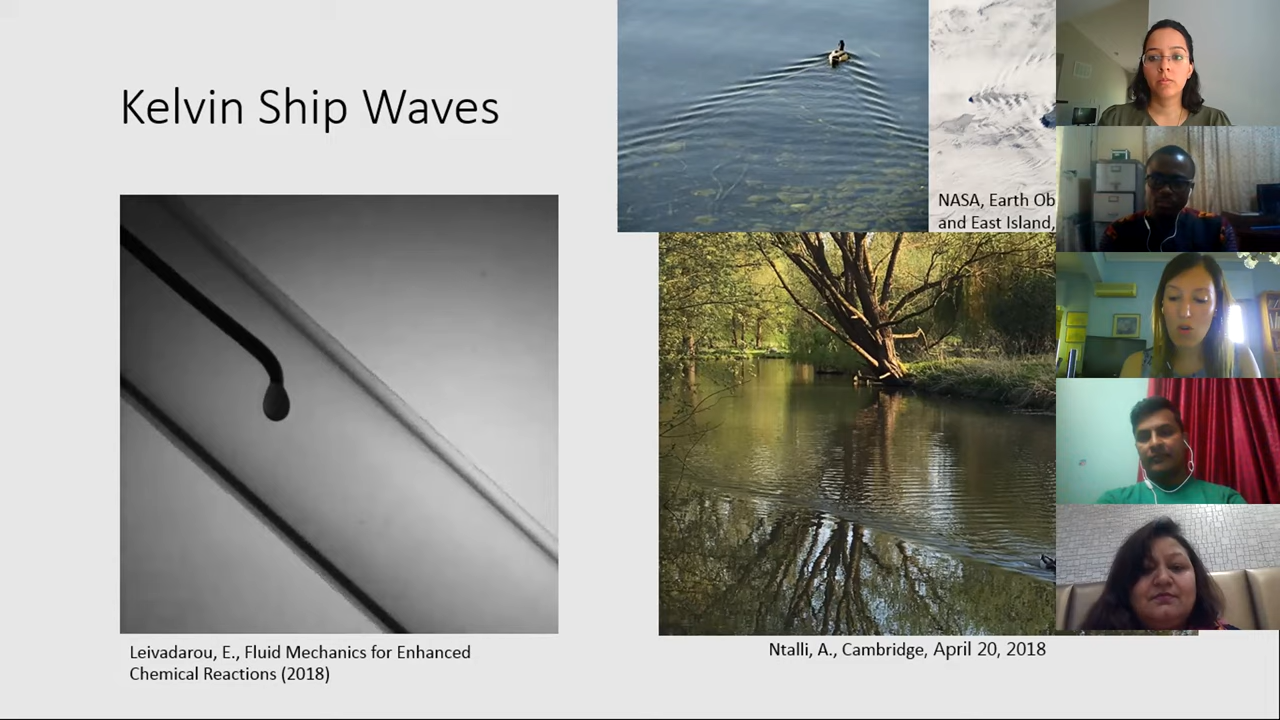 Kelvin Ship Waves
NASA, Earth Ob
and East Island,
Leivadarou, E., Fluid Mechanics for Enhanced
Chemical Reactions (2018)
Ntalli, A., Cambridge, April 20, 2018